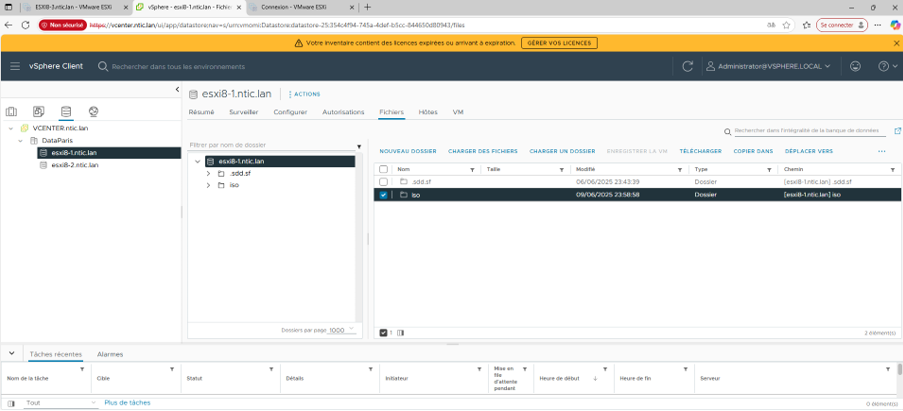 ESXi8-3.ntic.lan - VMware ESXi
vSphere - esxi8-1.ntic.lan - Fichiers
Connexion - VMware ESXi
Non sécurisé
https://vcenter.ntic.lan/ui/app/datastore;nav=s/urn:vmomi:Datastore:datastore-25:354c4f94-745a-4def-b5cc-844650d80943/files
Se connecter
Votre inventaire contient des licences expirées ou arrivant à expiration.
GÉRER VOS LICENCES
vSphere Client
Rechercher dans tous les environnements
Administrator@VSPHERE.LOCAL
esxi8-1.ntic.lan
ACTIONS
Résumé Surveiller Configurer Autorisations Fichiers Hôtes VM
VCENTER.ntic.lan
DataParis
esxi8-1.ntic.lan
esxi8-2.ntic.lan
Filtrer par nom de dossier
esxi8-1.ntic.lan
.sdd.sf
iso
Dossiers par page 1000
Rechercher dans l'intégralité de la banque de données
NOUVEAU DOSSIER CHARGER DES FICHIERS CHARGER UN DOSSIER ENREGISTRER LA VM TÉLÉCHARGER COPIER DANS DÉPLACER VERS ...
Nom Taille Modifié Type Chemin
.sdd.sf 06/06/2025 23:43:39 Dossier [esxi8-1.ntic.lan] .sdd.sf
iso 09/06/2025 23:58:58 Dossier [esxi8-1.ntic.lan] iso
1
2 élément(s)
Tâches récentes Alarmes
Nom de la tâche Cible Statut Détails Initiateur Mise en file d'attente pendant Heure de début Heure de fin Serveur
Tout
Plus de tâches
0 élément(s)